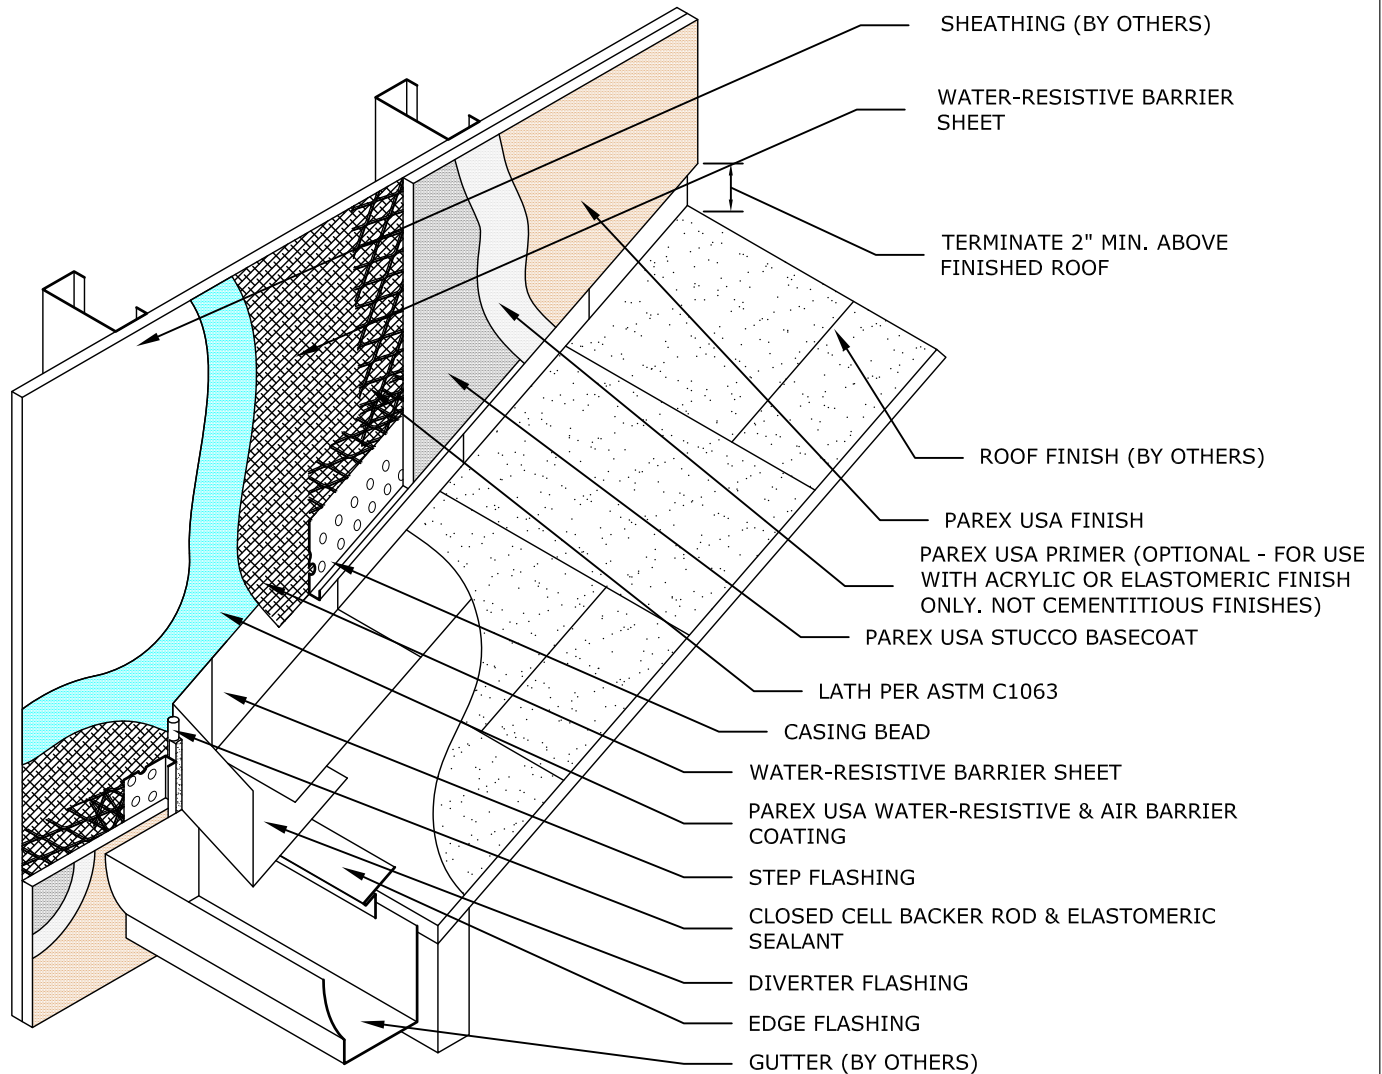 SHEATHING (BY OTHERS)
WATER-RESISTIVE BARRIER
SHEET
TERMINATE 2" MIN. ABOVE
FINISHED ROOF
ROOF FINISH (BY OTHERS)
PAREX USA FINISH
PAREX USA PRIMER (OPTIONAL - FOR USE
WITH ACRYLIC OR ELASTOMERIC FINISH
ONLY. NOT CEMENTITIOUS FINISHES)
PAREX USA STUCCO BASECOAT
LATH PER ASTM C1063
CASING BEAD
WATER-RESISTIVE BARRIER SHEET
PAREX USA WATER-RESISTIVE & AIR BARRIER
COATING
STEP FLASHING
CLOSED CELL BACKER ROD & ELASTOMERIC
SEALANT
DIVERTER FLASHING
EDGE FLASHING
GUTTER (BY OTHERS)